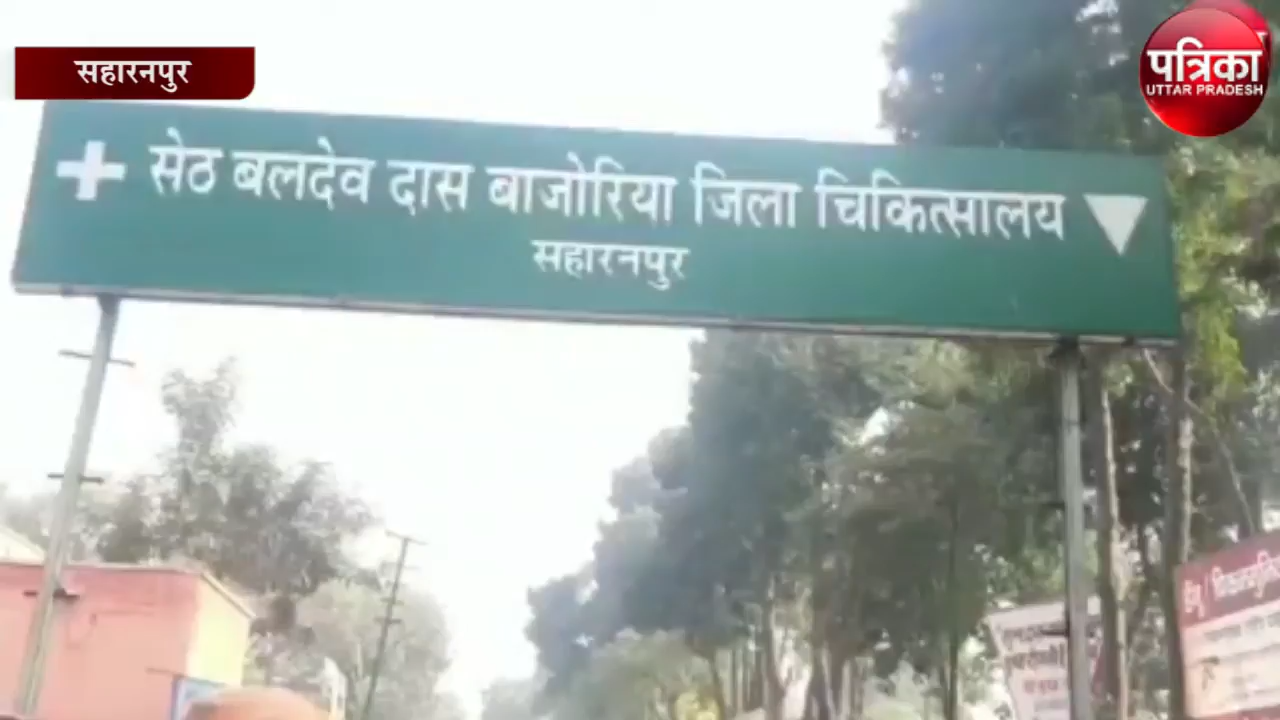 सहारनपुर
पत्रिका
UTTAR PRADESH
सेठ बलदेव दास बाजोरिया जिला चिकित्सालय
सहारनपुर